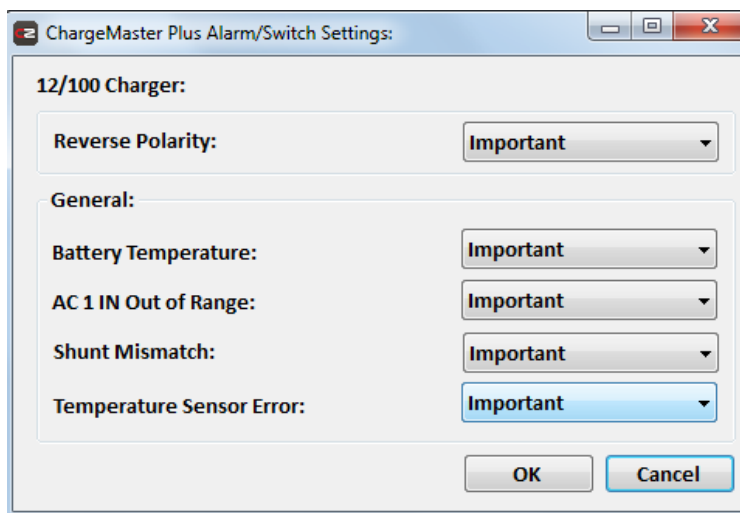 CZ ChargeMaster Plus Alarm/Switch Settings:
12/100 Charger:
Reverse Polarity: Important
General:
Battery Temperature: Important
AC 1 IN Out of Range: Important
Shunt Mismatch: Important
Temperature Sensor Error: Important
OK Cancel